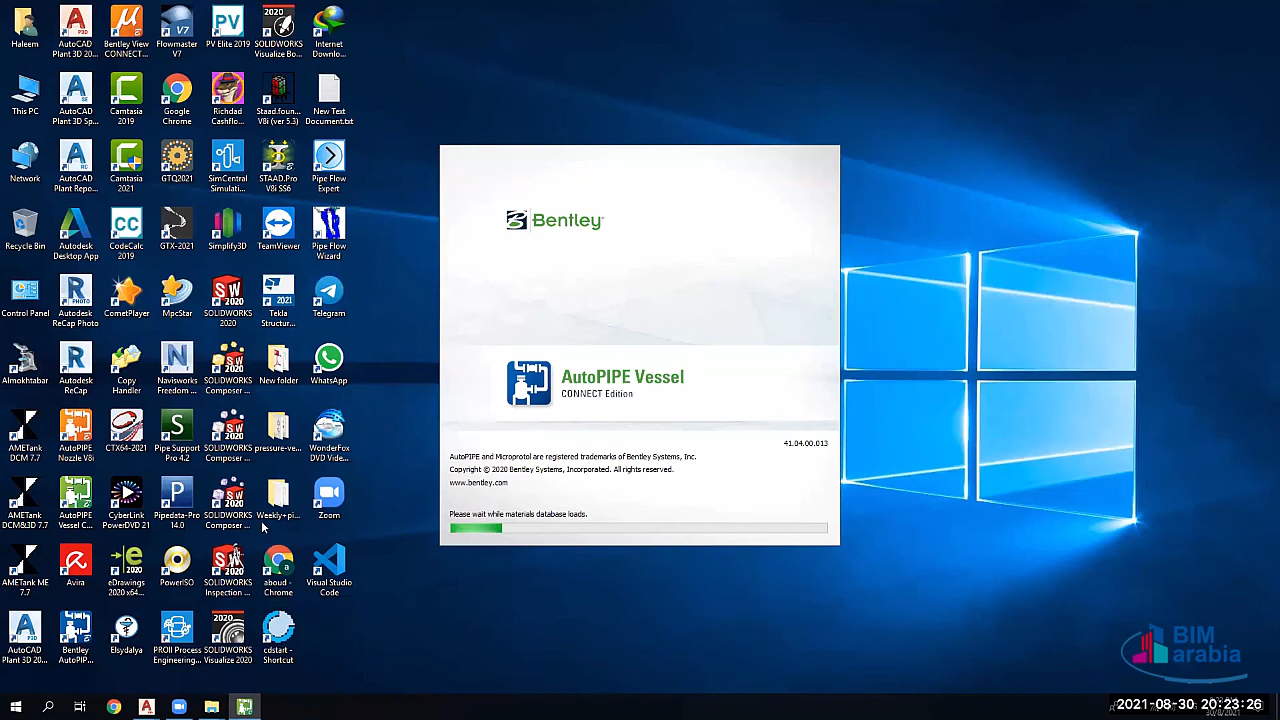 Haleem
AutoCAD
Plant 3D 20...
Bentley View
CONNECT...
Flowmaster
V7
PV Elite 2019
SOLIDWORKS
Visualize Bo...
Internet
Downlo...
This PC
AutoCAD
Plant 3D Sp...
Camtasia
2019
Google
Chrome
Richdad
Cashflo...
Staad.foun...
V8i (ver 5.3)
New Text
Document.txt
Network
AutoCAD
Plant Repo...
Camtasia
2021
GTQ2021
SimCentral
Simulati...
STAAD.Pro
V8i SS6
Pipe Flow
Expert
Recycle Bin
Autodesk
Desktop App
CodeCalc
2019
GTX-2021
Simplify3D
TeamViewer
Pipe Flow
Wizard
Control Panel
Autodesk
ReCap Photo
CometPlayer
MpcStar
SOLIDWORKS
2020
Tekla
Structur...
Telegram
Almokhtabar
Autodesk
ReCap
Copy
Handler
Navisworks
Freedom ...
SOLIDWORKS
Composer ...
New folder
WhatsApp
AMETank
DCM 7.7
AutoPIPE
Nozzle V8i
CTX64-2021
Pipe Support
Pro 4.2
SOLIDWORKS
Composer ...
pressure-ve...
WonderFox
DVD Vide...
AMETank
DCM&3D 7.7
AutoPIPE
Vessel C...
CyberLink
PowerDVD 21
Pipedata-Pro
14.0
SOLIDWORKS
Composer ...
Weekly+pi...
Zoom
AMETank ME
7.7
Avira
eDrawings
2020 x64...
PowerISO
SOLIDWORKS
Inspection ...
aboud -
Chrome
Visual Studio
Code
AutoCAD
Plant 3D 20...
Bentley
AutoPIP...
Elsydalya
PROII Process
Engineering...
SOLIDWORKS
Visualize 2020
cdstart -
Shortcut
Bentley
AutoPIPE Vessel
CONNECT Edition
41.04.00.013
AutoPIPE and Microprotol are registered trademarks of Bentley Systems, Inc.
Copyright © 2020 Bentley Systems, Incorporated. All rights reserved.
www.bentley.com
Please wait while materials database loads.
BIM
arabia
2021-08-30 20:23:26